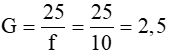 G = 25/f = 25/10 = 2,5